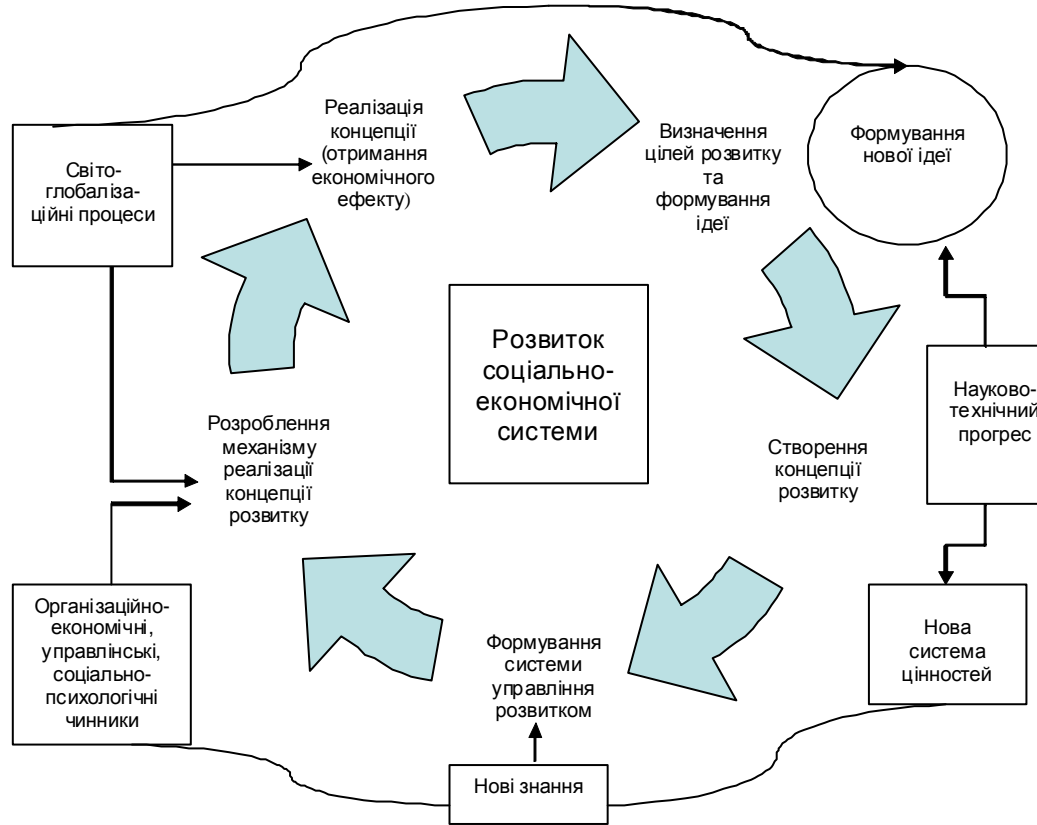 Реалізація
концепції
(отримання
економічного
ефекту)
Визначення
цілей розвитку
та
формування
ідеї
Формування
нової ідеї
Світо-
глобаліза-
ційні процеси
Розвиток
соціально-
економічної
системи
Науково-
технічний
прогрес
Розроблення
механізму
реалізації
концепції
розвитку
Створення
концепції
розвитку
Організаційно-
економічні,
управлінські,
соціально-
психологічні
чинники
Формування
системи
управління
розвитком
Нова
система
цінностей
Нові знання